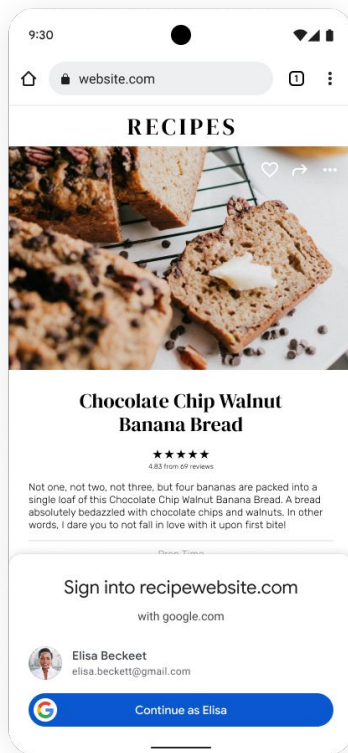 9:30
website.com
1
RECIPES
Chocolate Chip Walnut
Banana Bread
4.83 from 69 reviews
Not one, not two, not three, but four bananas are packed into a
single loaf of this Chocolate Chip Walnut Banana Bread. A bread
absolutely bedazzled with chocolate chips and walnuts. In other
words, I dare you to not fall in love with it upon first bite!
Prep Time
Sign into recipewebsite.com
with google.com
Elisa Beckeet
elisa.beckett@gmail.com
G
Continue as Elisa